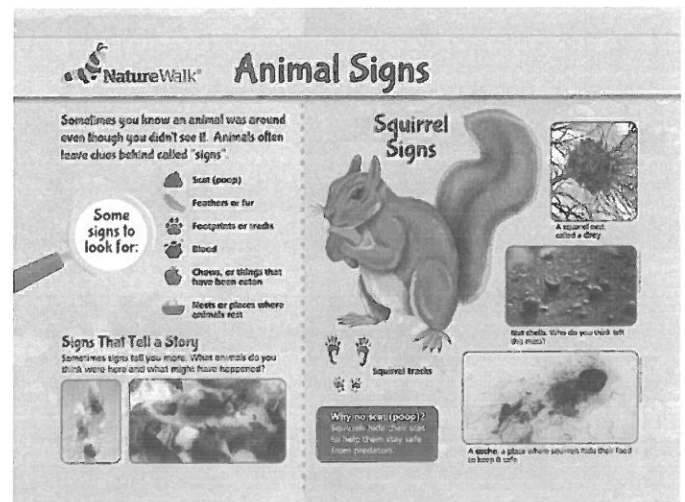 NatureWalk®
Animal Signs
Sometimes you know an animal was around
even though you didn't see it. Animals often
leave clues behind called "signs".
Some
signs to
look for:
Scat (poop)
Feathers or fur
Footprints or tracks
Blood
Chews, or things that
have been eaten
Nests or places where
animals rest
Signs That Tell a Story
Sometimes signs tell you more. What animals do you
think were here and what might have happened?
Squirrel
Signs
A squirrel nest,
called a drey
Nut shells. Who do you think left
this mess?
Squirrel tracks
Why no scat (poop)?
Squirrels hide their scat
to help them stay safe
from predators.
A cache, a place where squirrels hide their food
to keep it safe